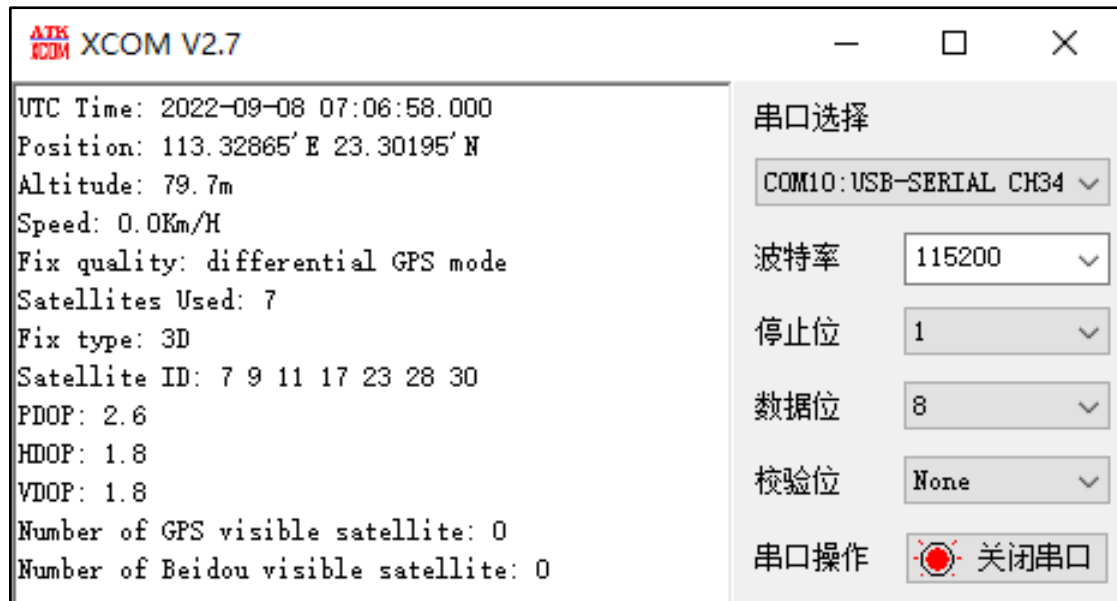 ATK XCOM XCOM V2.7
UTC Time: 2022-09-08 07:06:58.000
Position: 113.32865'E 23.30195'N
Altitude: 79.7m
Speed: 0.0Km/H
Fix quality: differential GPS mode
Satellites Used: 7
Fix type: 3D
Satellite ID: 7 9 11 17 23 28 30
PDOP: 2.6
HDOP: 1.8
VDOP: 1.8
Number of GPS visible satellite: 0
Number of Beidou visible satellite: 0
串口选择
COM10:USB-SERIAL CH34
波特率 115200
停止位 1
数据位 8
校验位 None
串口操作 关闭串口